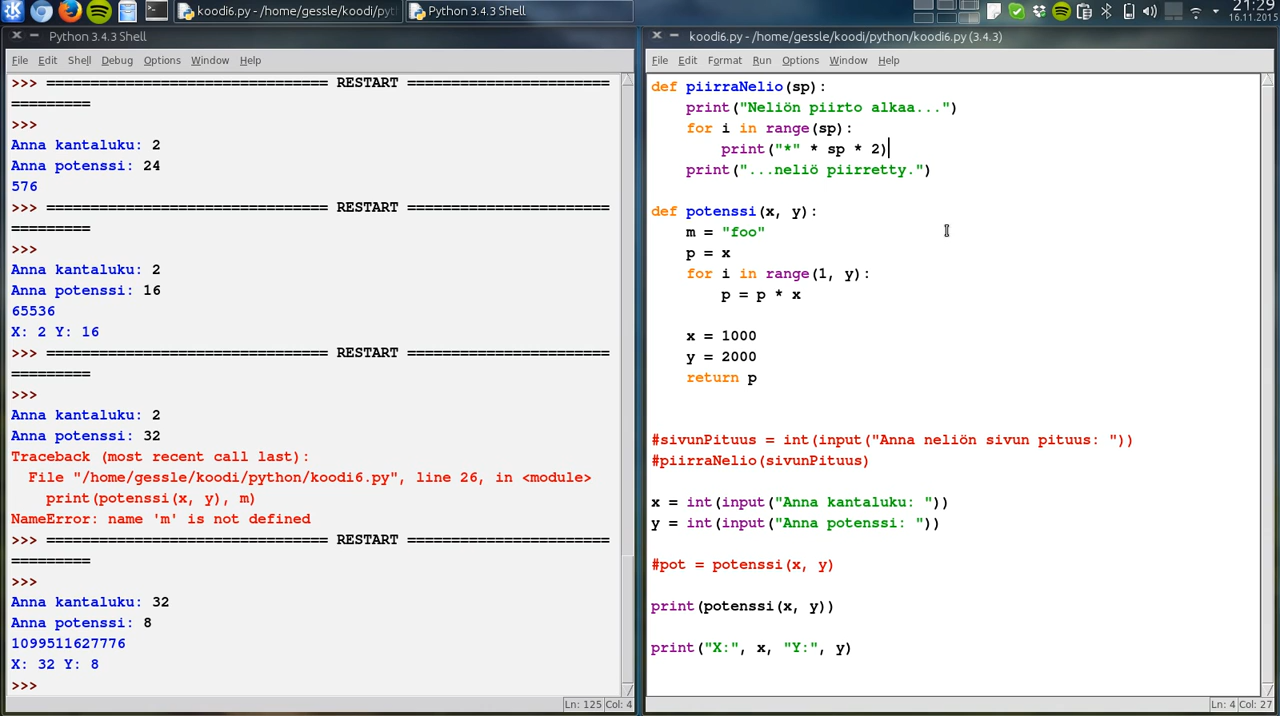 koodi6.py - /home/gessle/koodi/pyt
Python 3.4.3 Shell
21:29
16.11.2015
Python 3.4.3 Shell
File Edit Shell Debug Options Window Help
>>> ================================ RESTART =======================
=========
>>>
Anna kantaluku: 2
Anna potenssi: 24
576
>>> ================================ RESTART =======================
=========
>>>
Anna kantaluku: 2
Anna potenssi: 16
65536
X: 2 Y: 16
>>> ================================ RESTART =======================
=========
>>>
Anna kantaluku: 2
Anna potenssi: 32
Traceback (most recent call last):
  File "/home/gessle/koodi/python/koodi6.py", line 26, in <module>
    print(potenssi(x, y), m)
NameError: name 'm' is not defined
>>> ================================ RESTART =======================
=========
>>>
Anna kantaluku: 32
Anna potenssi: 8
1099511627776
X: 32 Y: 8
>>>
Ln: 125 Col: 4
koodi6.py - /home/gessle/koodi/python/koodi6.py (3.4.3)
File Edit Format Run Options Window Help
def piirraNelio(sp):
    print("Neliön piirto alkaa...")
    for i in range(sp):
        print("*" * sp * 2)
    print("...neliö piirretty.")
def potenssi(x, y):
    m = "foo"
    p = x
    for i in range(1, y):
        p = p * x
    x = 1000
    y = 2000
    return p
#sivunPituus = int(input("Anna neliön sivun pituus: "))
#piirraNelio(sivunPituus)
x = int(input("Anna kantaluku: "))
y = int(input("Anna potenssi: "))
#pot = potenssi(x, y)
print(potenssi(x, y))
print("X:", x, "Y:", y)
Ln: 4 Col: 27